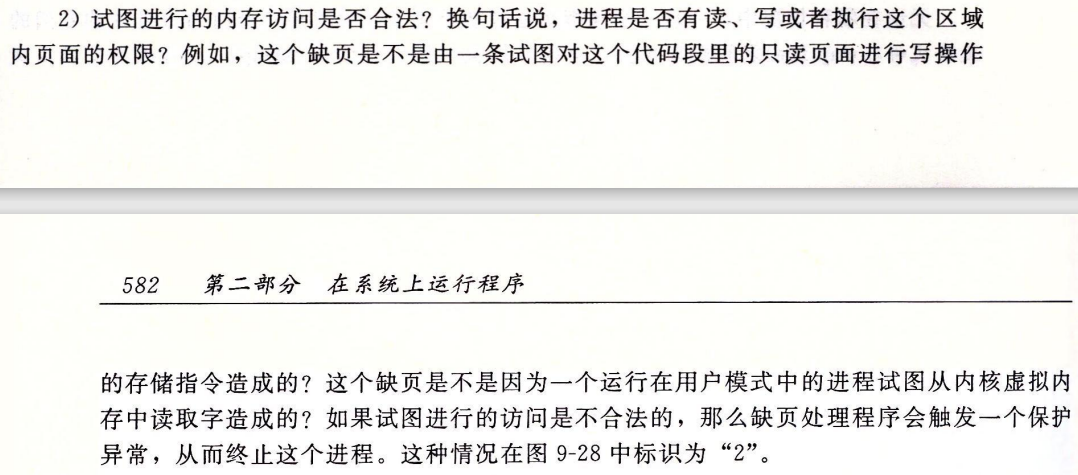 2）试图进行的内存访问是否合法？换句话说，进程是否有读、写或者执行这个区域
内页面的权限？例如，这个缺页是不是由一条试图对这个代码段里的只读页面进行写操作
582 第二部分 在系统上运行程序
的存储指令造成的？这个缺页是不是因为一个运行在用户模式中的进程试图从内核虚拟内
存中读取字造成的？如果试图进行的访问是不合法的，那么缺页处理程序会触发一个保护
异常，从而终止这个进程。这种情况在图 9-28 中标识为“2”。